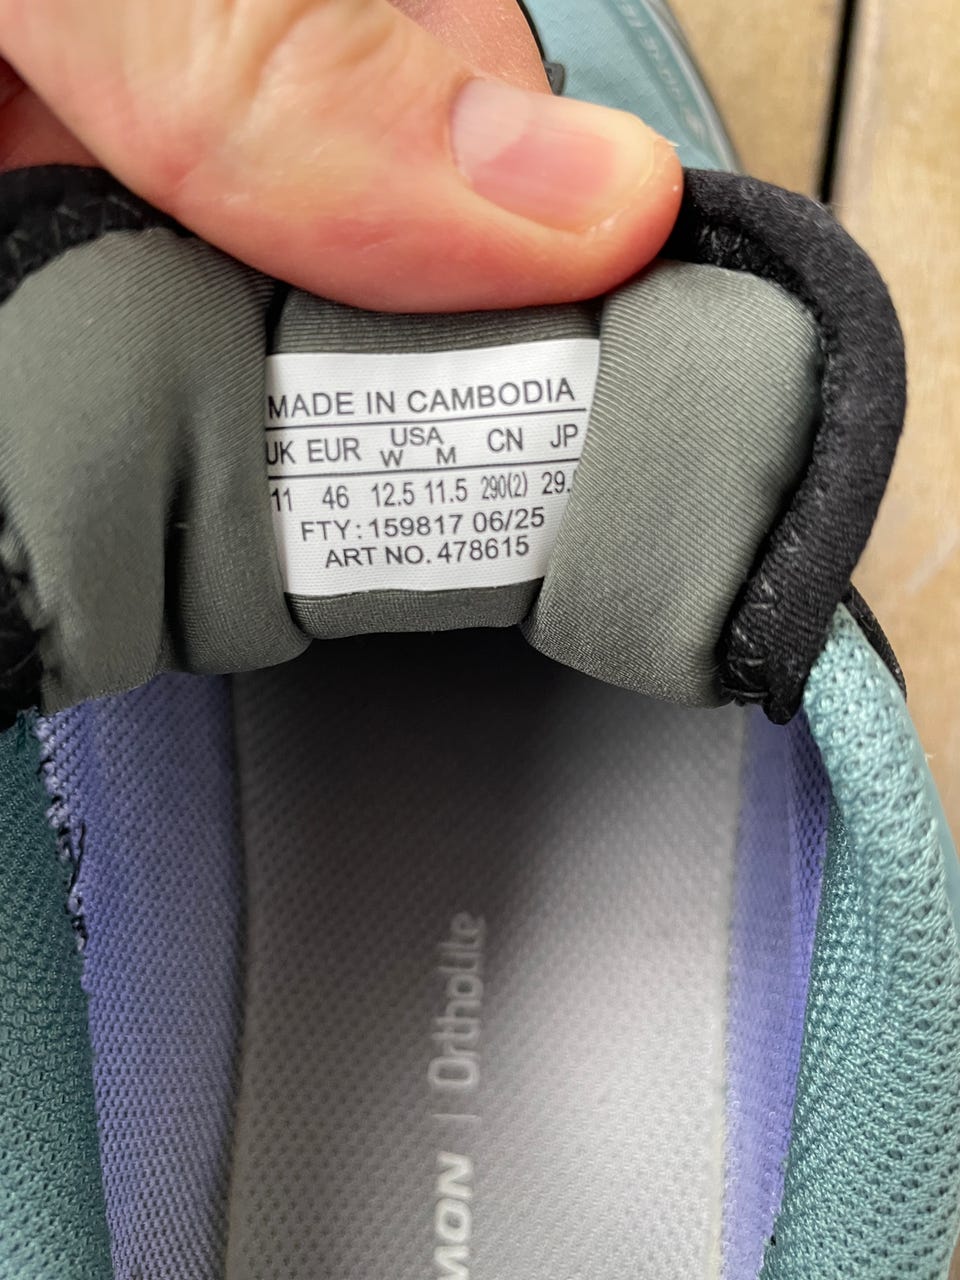 MADE IN CAMBODIA
UK EUR USA W M CN JP
11 46 12.5 11.5 290(2) 29.
FTY: 159817 06/25
ART NO. 478615
MON | Ortholite